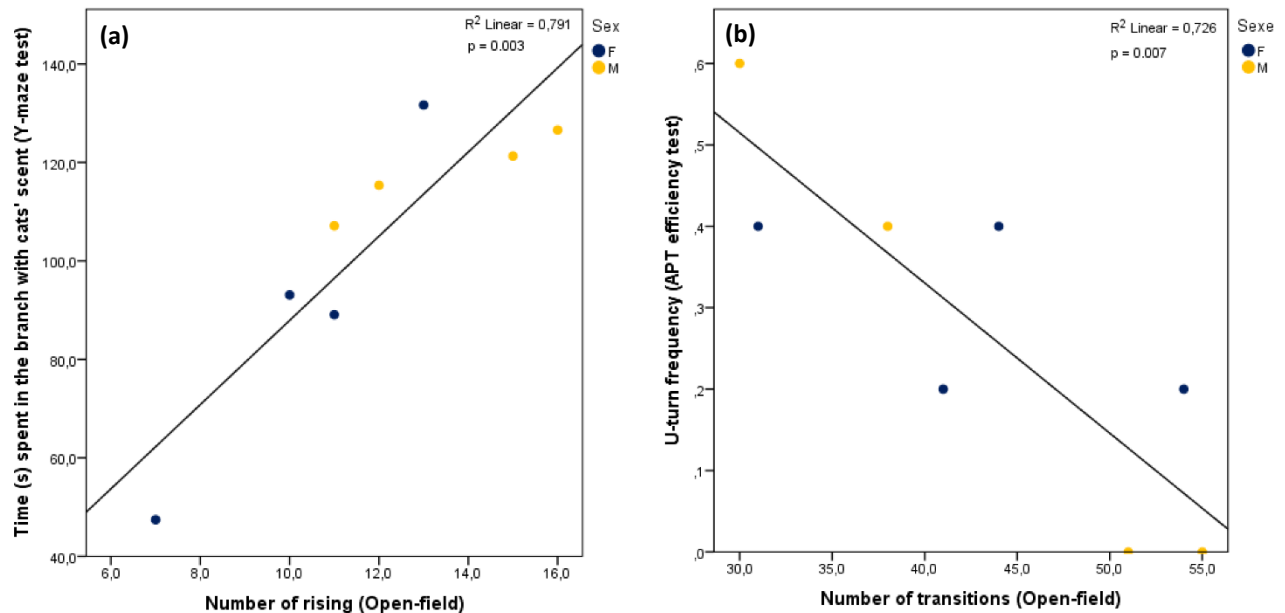 (a)
R² Linear = 0,791
p = 0.003
Sex
F
M
Time (s) spent in the branch with cats' scent (Y-maze test)
140,0
120,0
100,0
80,0
60,0
40,0
6,0 8,0 10,0 12,0 14,0 16,0
Number of rising (Open-field)
(b)
R² Linear = 0,726
p = 0.007
Sexe
F
M
U-turn frequency (APT efficiency test)
,6
,5
,4
,3
,2
,1
,0
30,0 35,0 40,0 45,0 50,0 55,0
Number of transitions (Open-field)